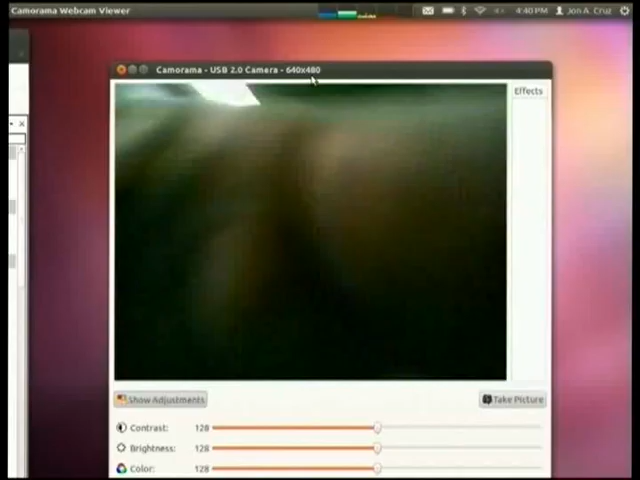 Camorama Webcam Viewer
4:40 PM
Jon A. Cruz
Camorama - USB 2.0 Camera - 640x480
Effects
Show Adjustments
Take Picture
Contrast: 128
Brightness: 128
Color: 128